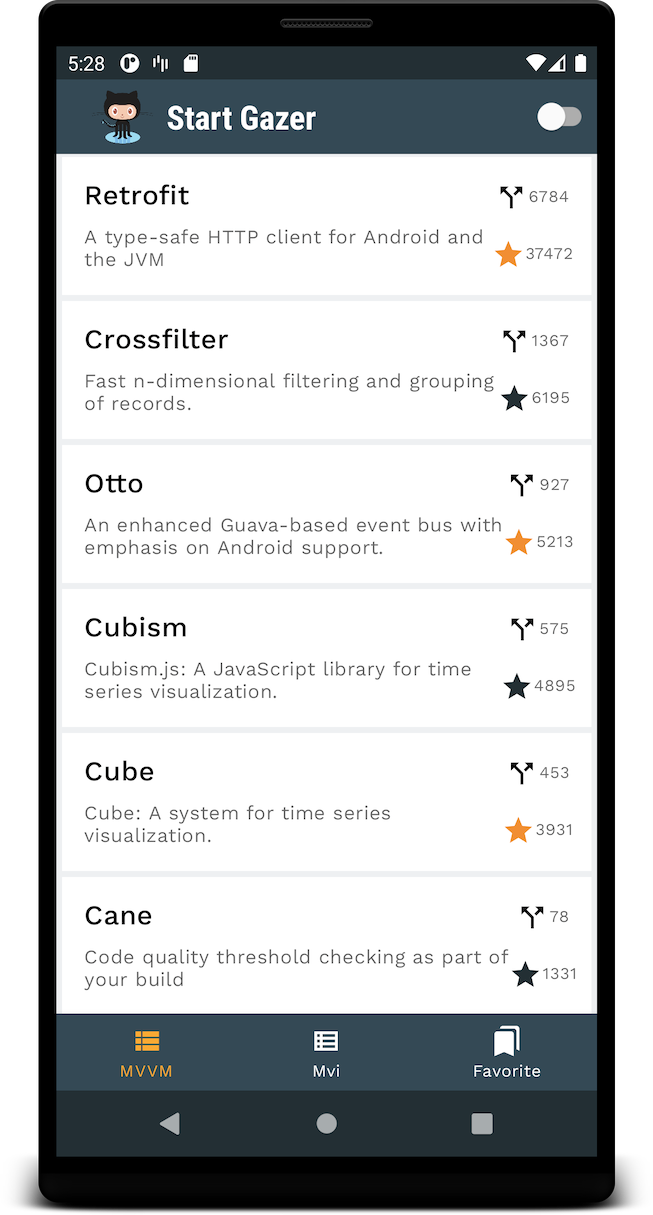 5:28
Start Gazer
Retrofit
6784
A type-safe HTTP client for Android and
the JVM
37472
Crossfilter
1367
Fast n-dimensional filtering and grouping
of records.
6195
Otto
927
An enhanced Guava-based event bus with
emphasis on Android support.
5213
Cubism
575
Cubism.js: A JavaScript library for time
series visualization.
4895
Cube
453
Cube: A system for time series
visualization.
3931
Cane
78
Code quality threshold checking as part of
your build
1331
MVVM
Mvi
Favorite